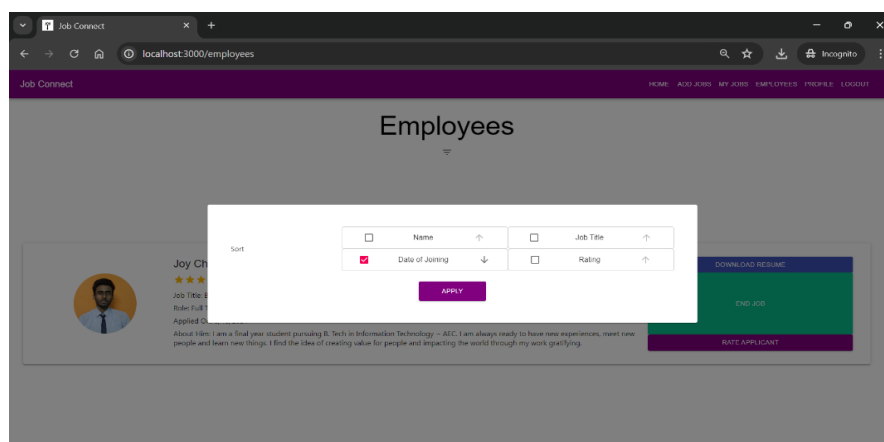 Job Connect
localhost:3000/employees
Incognito
Job Connect
HOME ADD JOBS MY JOBS EMPLOYEES PROFILE LOGOUT
Employees
Sort
Name
Job Title
Date of Joining
Rating
APPLY
Joy Ch
Job Title:
Role: Full
Applied
About Him: I am a final year student pursuing B. Tech in Information Technology – AEC. I am always ready to have new experiences, meet new
people and learn new things. I find the idea of creating value for people and impacting the world through my work gratifying.
DOWNLOAD RESUME
END JOB
RATE APPLICANT